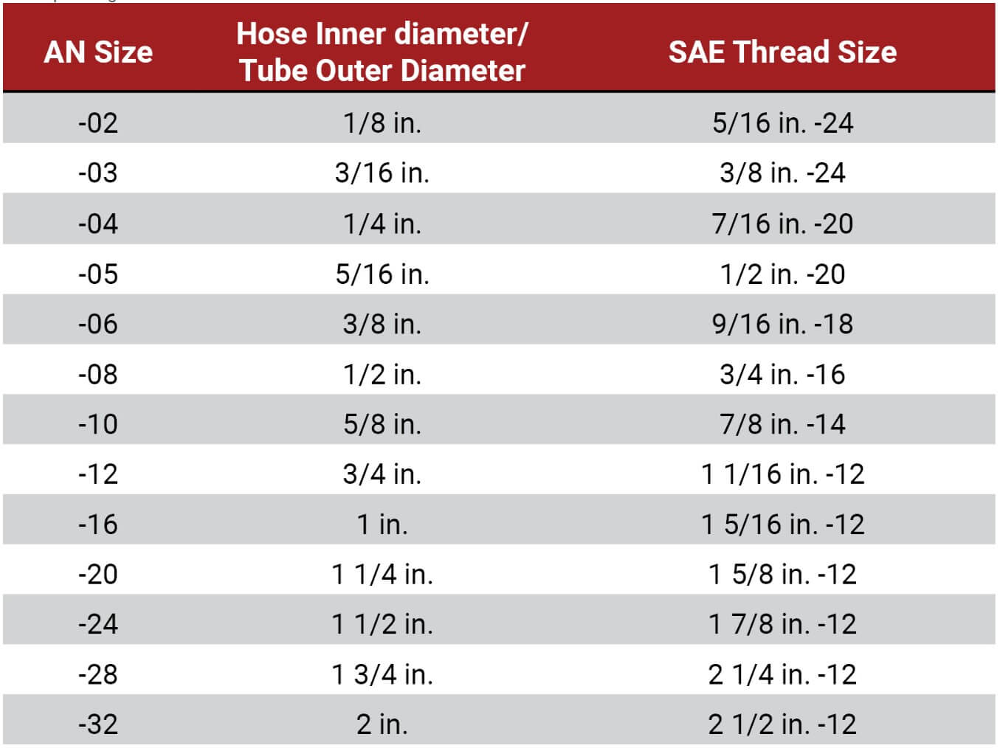 AN Size
Hose Inner diameter/
Tube Outer Diameter
SAE Thread Size
-02 1/8 in. 5/16 in. -24
-03 3/16 in. 3/8 in. -24
-04 1/4 in. 7/16 in. -20
-05 5/16 in. 1/2 in. -20
-06 3/8 in. 9/16 in. -18
-08 1/2 in. 3/4 in. -16
-10 5/8 in. 7/8 in. -14
-12 3/4 in. 1 1/16 in. -12
-16 1 in. 1 5/16 in. -12
-20 1 1/4 in. 1 5/8 in. -12
-24 1 1/2 in. 1 7/8 in. -12
-28 1 3/4 in. 2 1/4 in. -12
-32 2 in. 2 1/2 in. -12